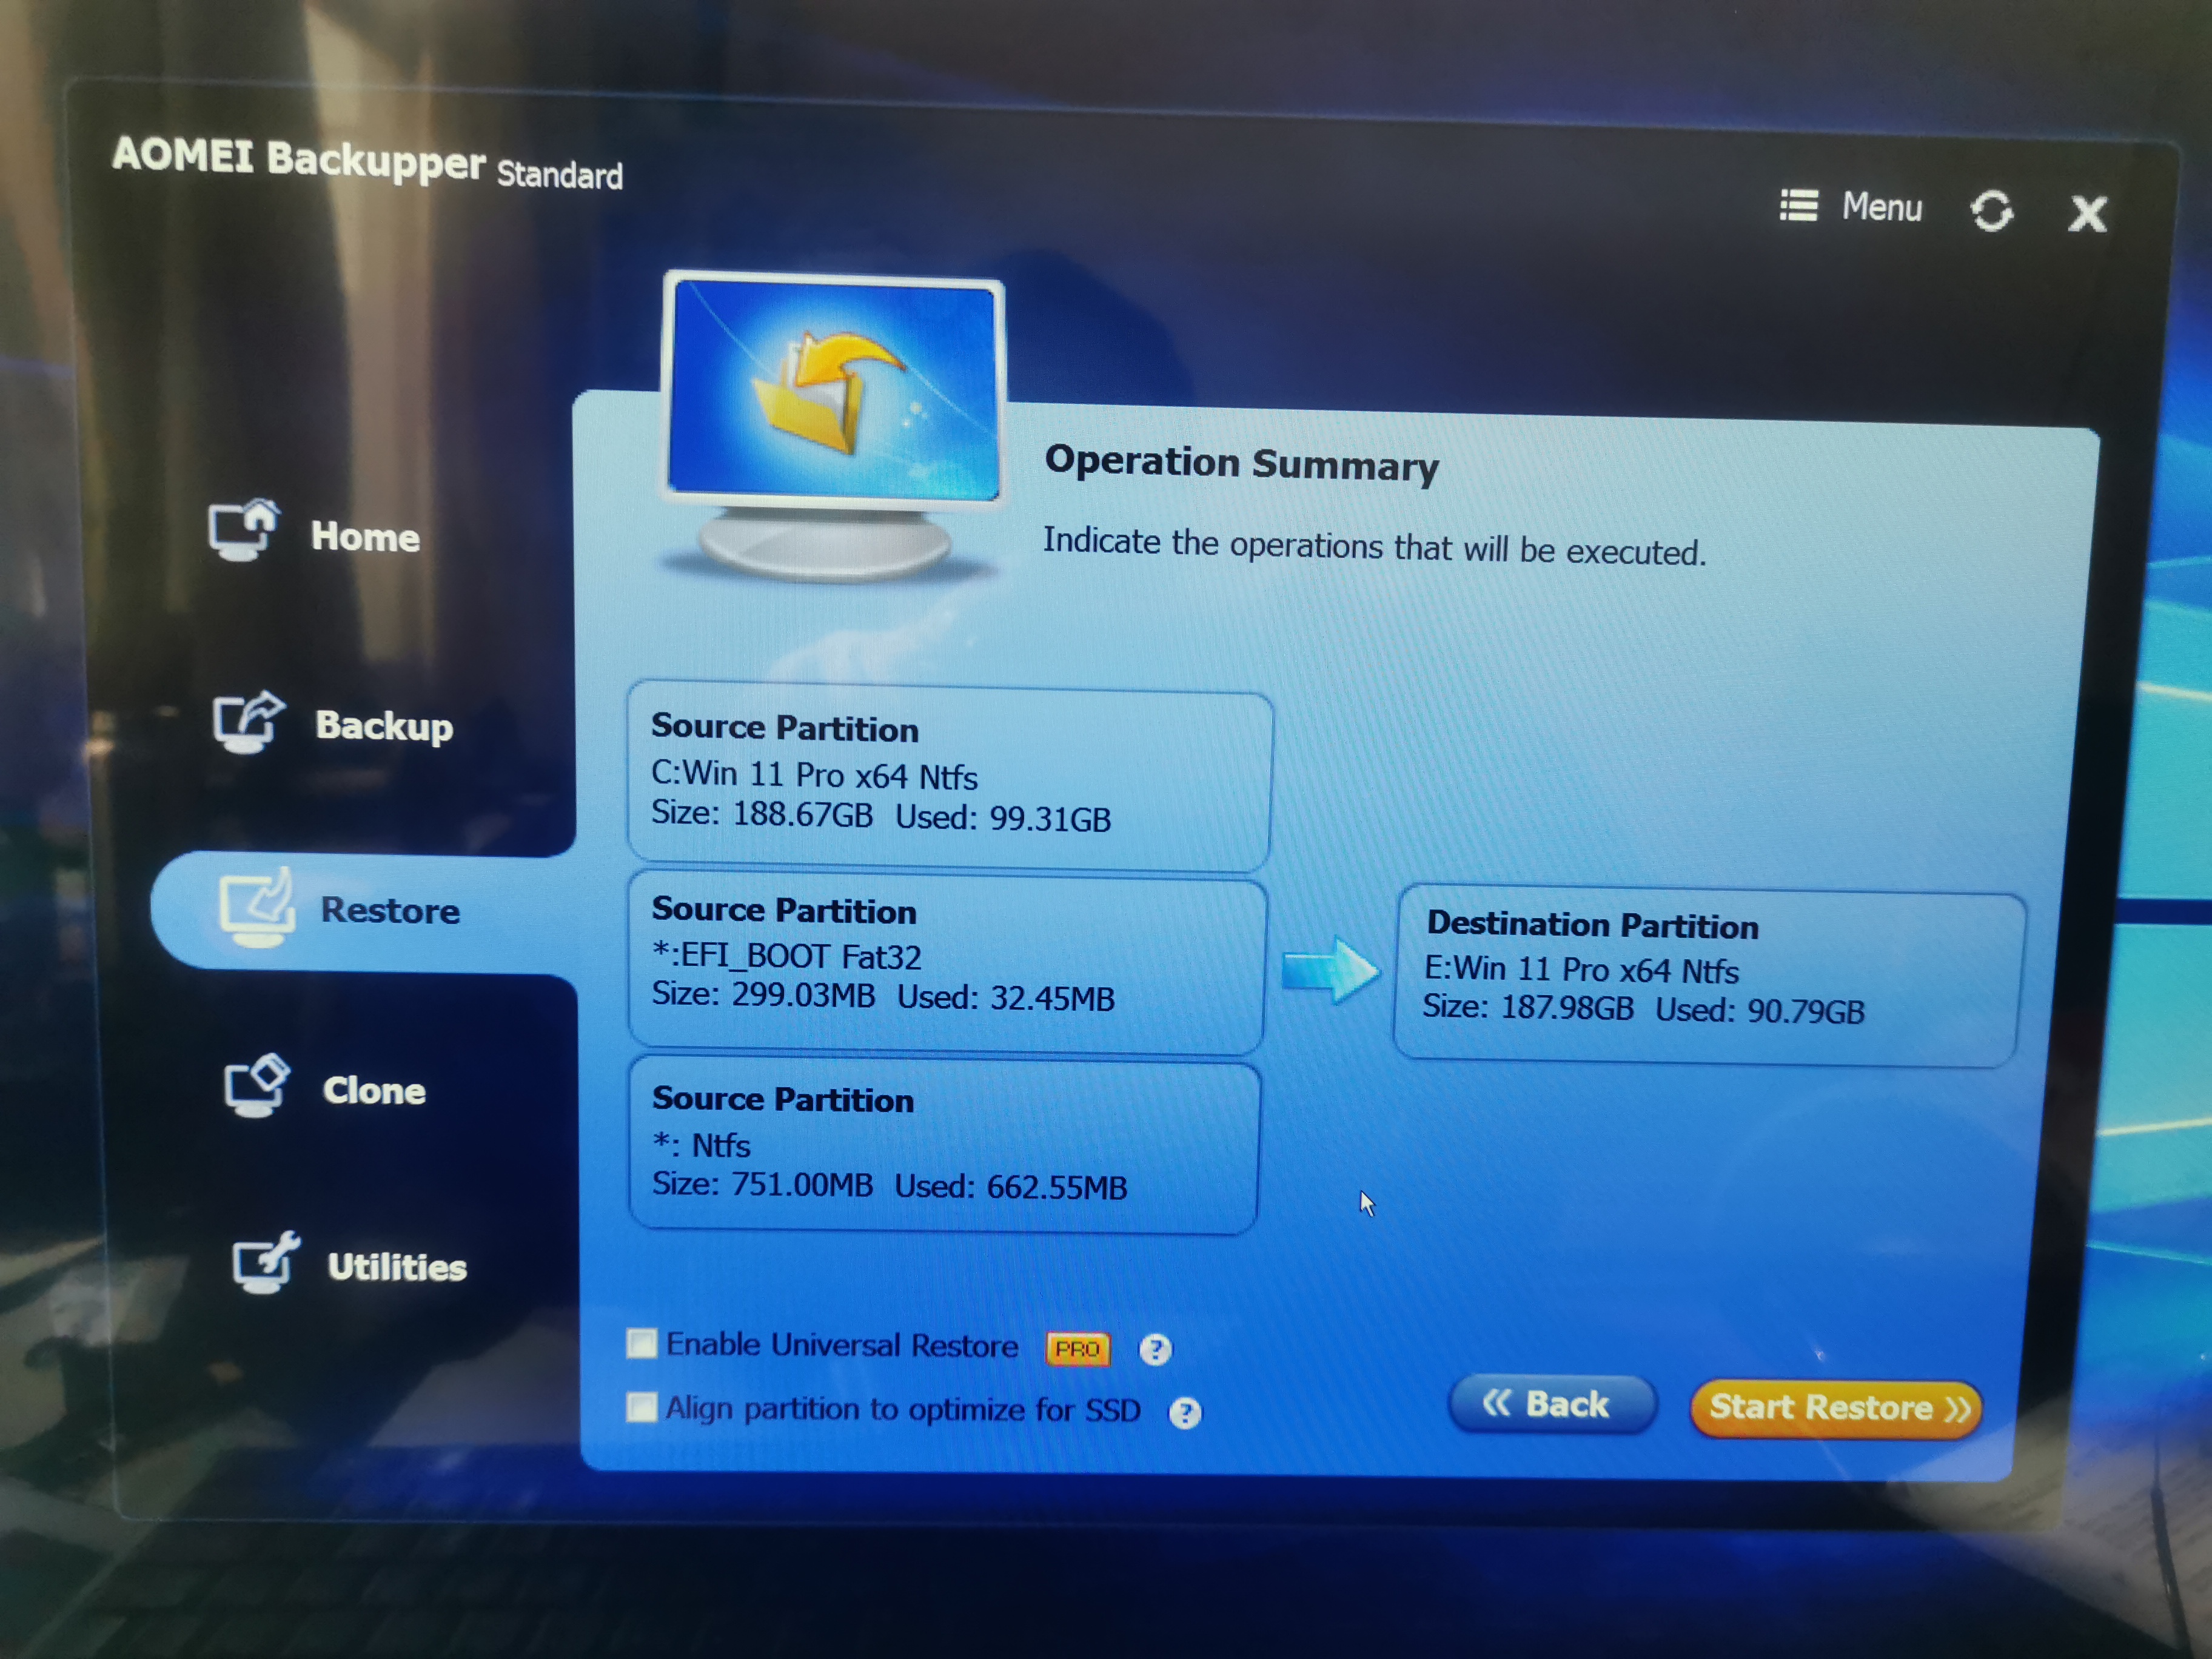 AOMEI Backupper Standard
Menu
Operation Summary
Indicate the operations that will be executed.
Home
Backup
Restore
Clone
Utilities
Source Partition
C:Win 11 Pro x64 Ntfs
Size: 188.67GB Used: 99.31GB
Source Partition
*:EFI_BOOT Fat32
Size: 299.03MB Used: 32.45MB
Source Partition
*: Ntfs
Size: 751.00MB Used: 662.55MB
Destination Partition
E:Win 11 Pro x64 Ntfs
Size: 187.98GB Used: 90.79GB
Enable Universal Restore PRO ?
Align partition to optimize for SSD ?
« Back
Start Restore »